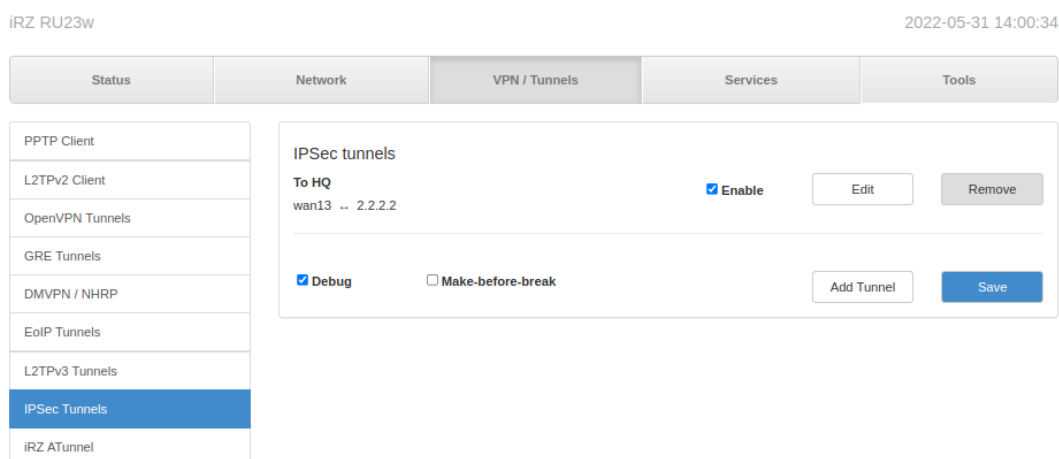 iRZ RU23w 2022-05-31 14:00:34
Status Network VPN / Tunnels Services Tools
PPTP Client
L2TPv2 Client
OpenVPN Tunnels
GRE Tunnels
DMVPN / NHRP
EoIP Tunnels
L2TPv3 Tunnels
IPSec Tunnels
iRZ ATunnel
IPSec tunnels
To HQ
wan13 ↔ 2.2.2.2
Enable Edit Remove
Debug Make-before-break Add Tunnel Save